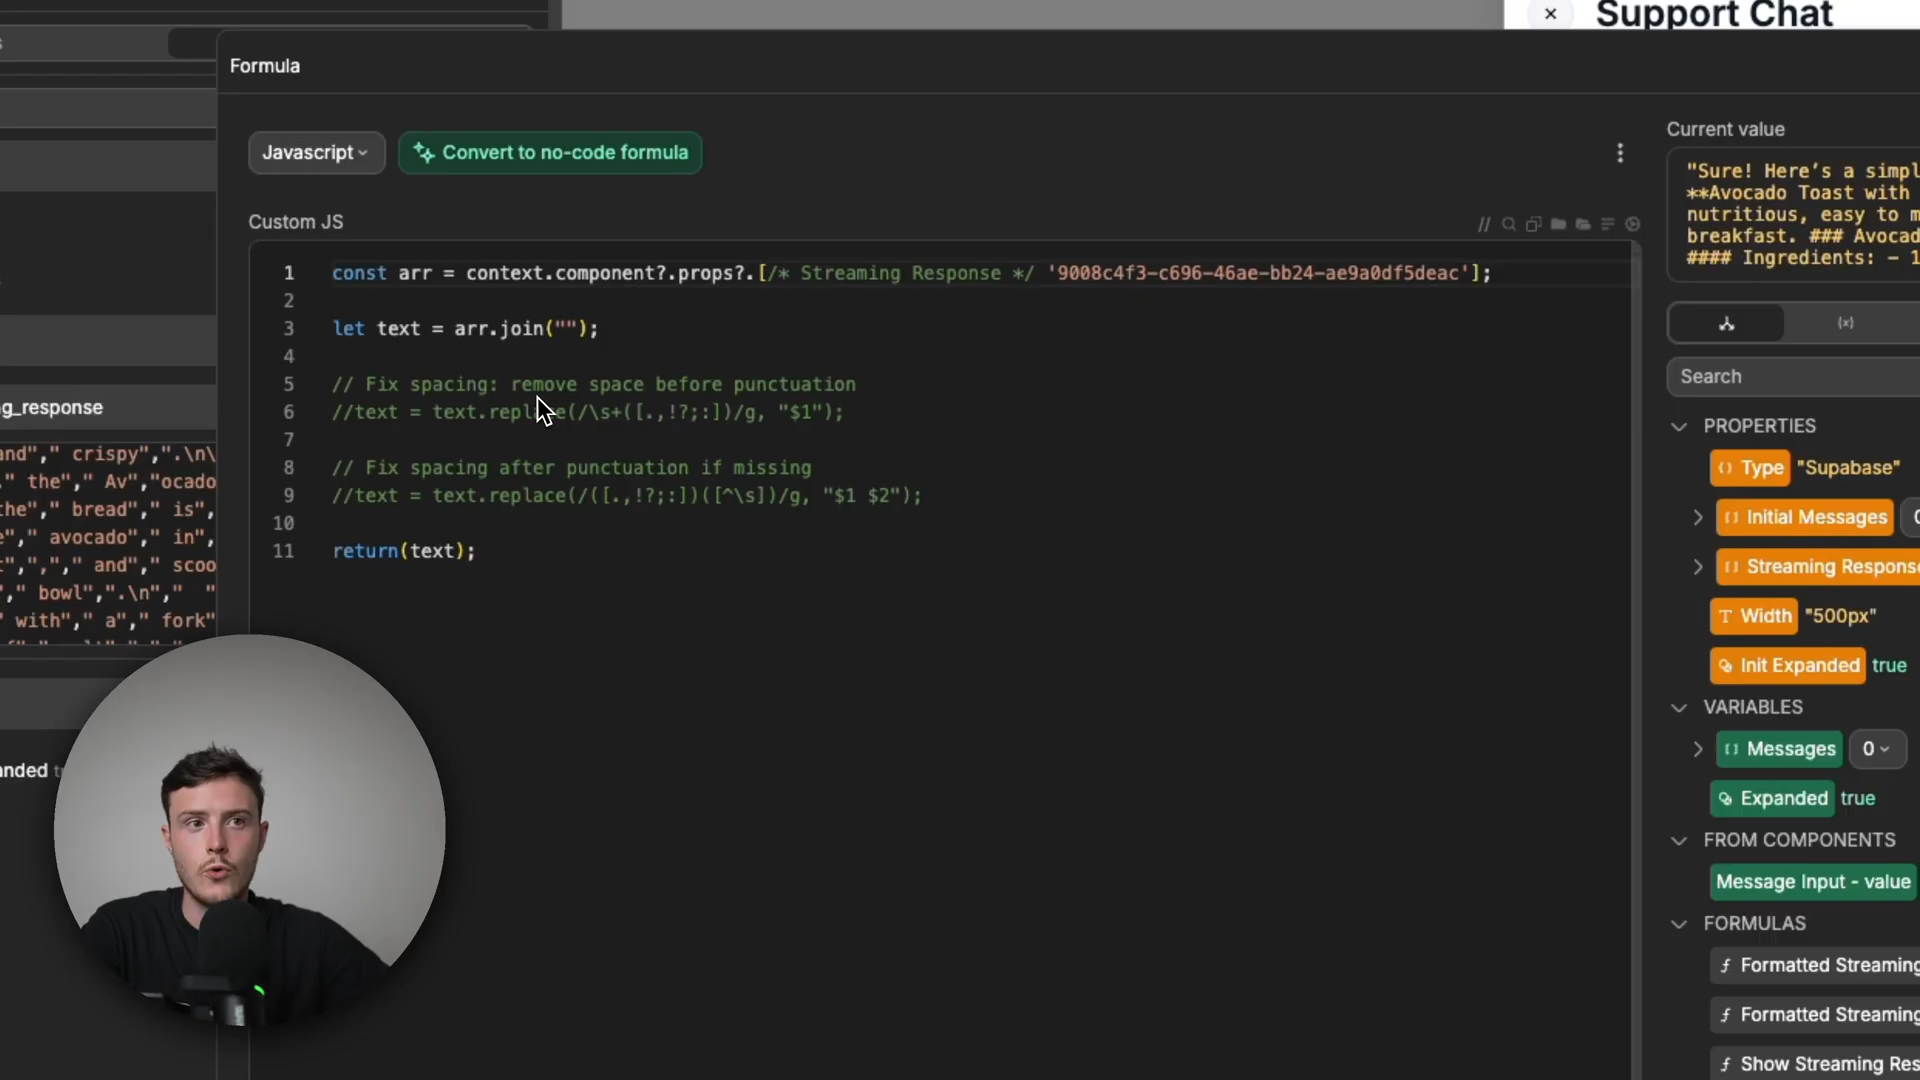 Support Chat
Formula
Javascript
Convert to no-code formula
Current value
"Sure! Here's a simpl
**Avocado Toast with
nutritious, easy to m
breakfast. ### Avocad
#### Ingredients: - 1
Custom JS
1 const arr = context.component?.props?.[/* Streaming Response */ '9008c4f3-c696-46ae-bb24-ae9a0df5deac'];
2
3 let text = arr.join("");
4
5 // Fix spacing: remove space before punctuation
6 //text = text.replace(/\s+([.,!?;:])/g, "$1");
7
8 // Fix spacing after punctuation if missing
9 //text = text.replace(/([.,!?;:])([^\s])/g, "$1 $2");
10
11 return(text);
g_response
and"," crispy",".\n\
," the"," Av","ocado
the"," bread"," is",
e"," avocado"," in",
t",","," and"," scoo
," bowl",".\n","  "
" with"," a"," fork"
anded
Search
PROPERTIES
Type "Supabase"
Initial Messages
Streaming Response
Width "500px"
Init Expanded true
VARIABLES
Messages 0
Expanded true
FROM COMPONENTS
Message Input - value
FORMULAS
Formatted Streaming
Formatted Streaming
Show Streaming Res